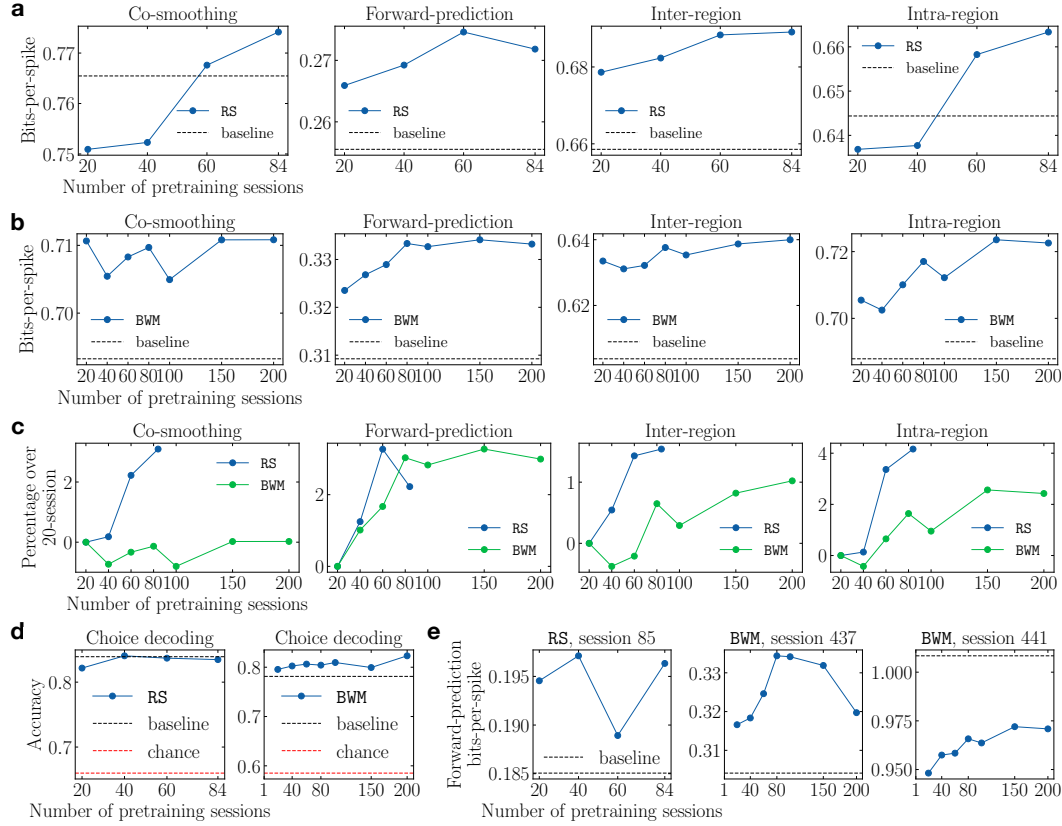 a
Co-smoothing
Forward-prediction
Inter-region
Intra-region
Bits-per-spike
0.77
0.76
0.75
RS
baseline
20 40 60 84
0.27
0.26
RS
baseline
20 40 60 84
0.68
0.66
RS
baseline
20 40 60 84
0.66
0.64
RS
baseline
20 40 60 84
Number of pretraining sessions
b
Co-smoothing
Forward-prediction
Inter-region
Intra-region
Bits-per-spike
0.71
0.70
BWM
baseline
20 40 60 80 100 150 200
0.33
0.32
0.31
BWM
baseline
20 40 60 80 100 150 200
0.64
0.62
BWM
baseline
20 40 60 80 100 150 200
0.72
0.70
BWM
baseline
20 40 60 80 100 150 200
Number of pretraining sessions
c
Co-smoothing
Forward-prediction
Inter-region
Intra-region
Percentage over
20-session
2
0
RS
BWM
20 40 60 80 100 150 200
2
0
RS
BWM
20 40 60 80 100 150 200
1
0
RS
BWM
20 40 60 80 100 150 200
4
2
0
RS
BWM
20 40 60 80 100 150 200
Number of pretraining sessions
d
Choice decoding
Choice decoding
Accuracy
0.8
0.7
RS
baseline
chance
20 40 60 84
0.8
0.7
0.6
BWM
baseline
chance
1 40 80 150 200
Number of pretraining sessions
e
RS, session 85
BWM, session 437
BWM, session 441
Forward-prediction
bits-per-spike
0.195
0.190
0.185
baseline
20 40 60 84
0.33
0.32
0.31
1 40 80 150 200
1.000
0.975
0.950
1 40 80 150 200
Number of pretraining sessions